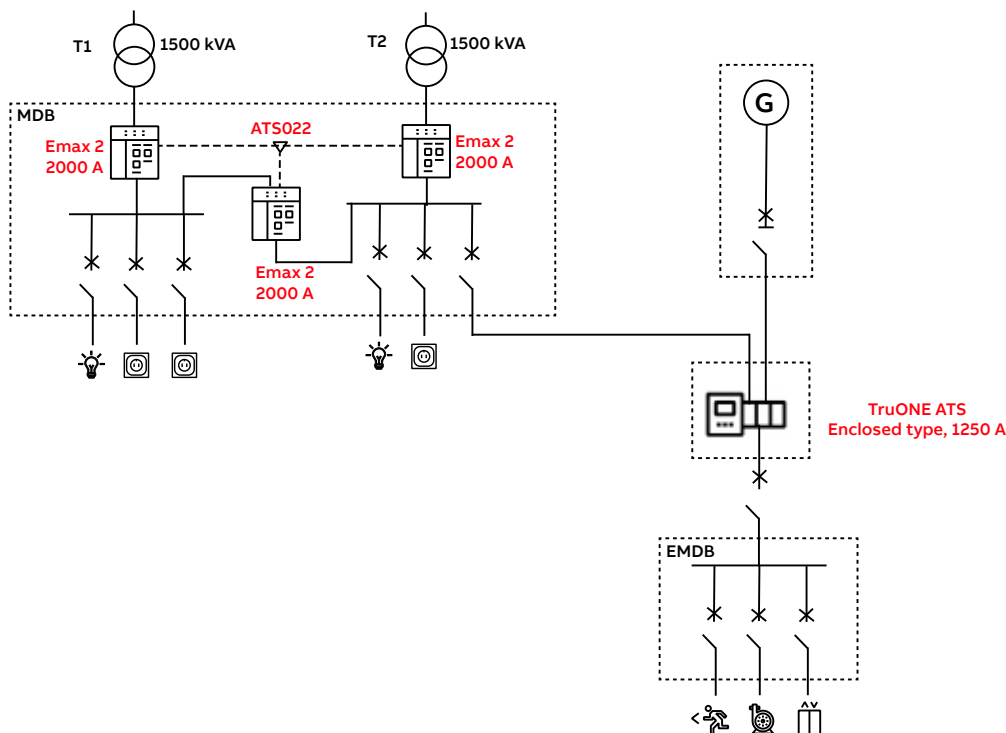 T1
1500 kVA
T2
1500 kVA
MDB
Emax 2
2000 A
ATS022
Emax 2
2000 A
Emax 2
2000 A
G
TruONE ATS
Enclosed type, 1250 A
EMDB